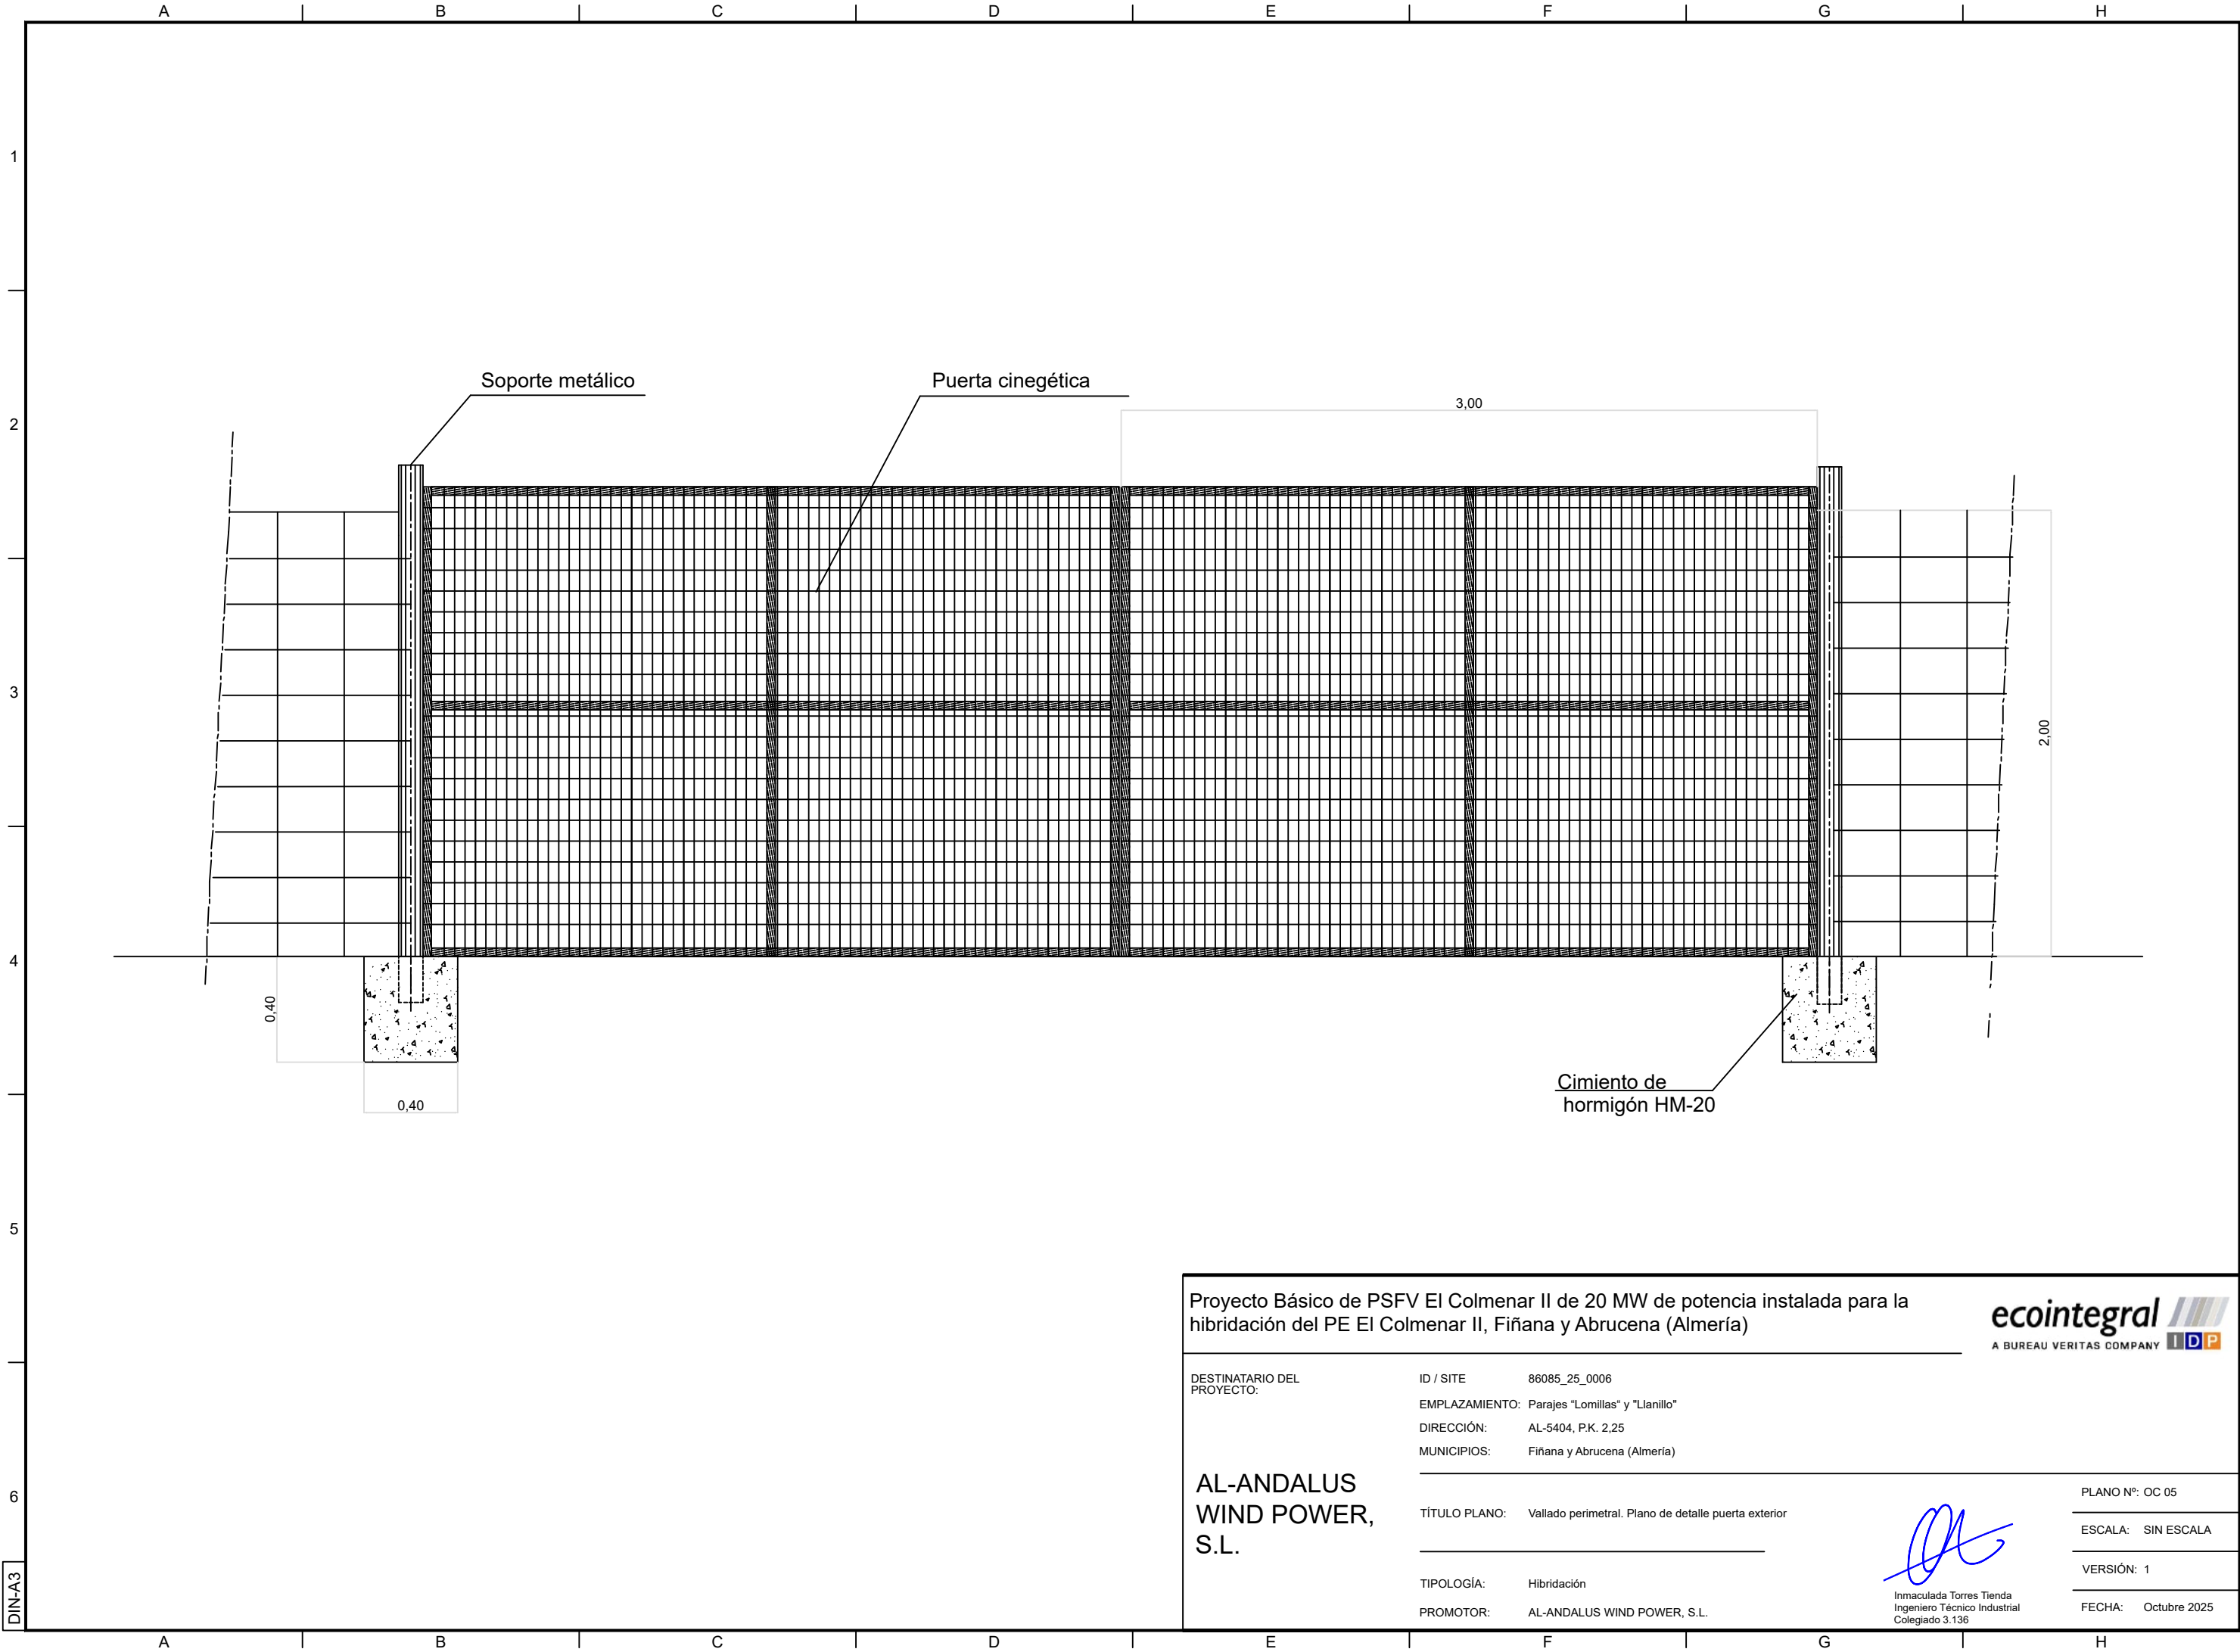 A B C D E F G H
1
2
3
4
5
6
Soporte metálico
Puerta cinegética
3,00
2,00
0,40
0,40
Cimiento de
hormigón HM-20
Proyecto Básico de PSFV El Colmenar II de 20 MW de potencia instalada para la
hibridación del PE El Colmenar II, Fiñana y Abrucena (Almería)
ecointegral
A BUREAU VERITAS COMPANY IDP
DESTINATARIO DEL
PROYECTO:
AL-ANDALUS
WIND POWER,
S.L.
ID / SITE 86085_25_0006
EMPLAZAMIENTO: Parajes "Lomillas" y "Llanillo"
DIRECCIÓN: AL-5404, P.K. 2,25
MUNICIPIOS: Fiñana y Abrucena (Almería)
TÍTULO PLANO: Vallado perimetral. Plano de detalle puerta exterior
TIPOLOGÍA: Hibridación
PROMOTOR: AL-ANDALUS WIND POWER, S.L.
Inmaculada Torres Tienda
Ingeniero Técnico Industrial
Colegiado 3.136
PLANO Nº: OC 05
ESCALA: SIN ESCALA
VERSIÓN: 1
FECHA: Octubre 2025
DIN-A3
A B C D E F G H